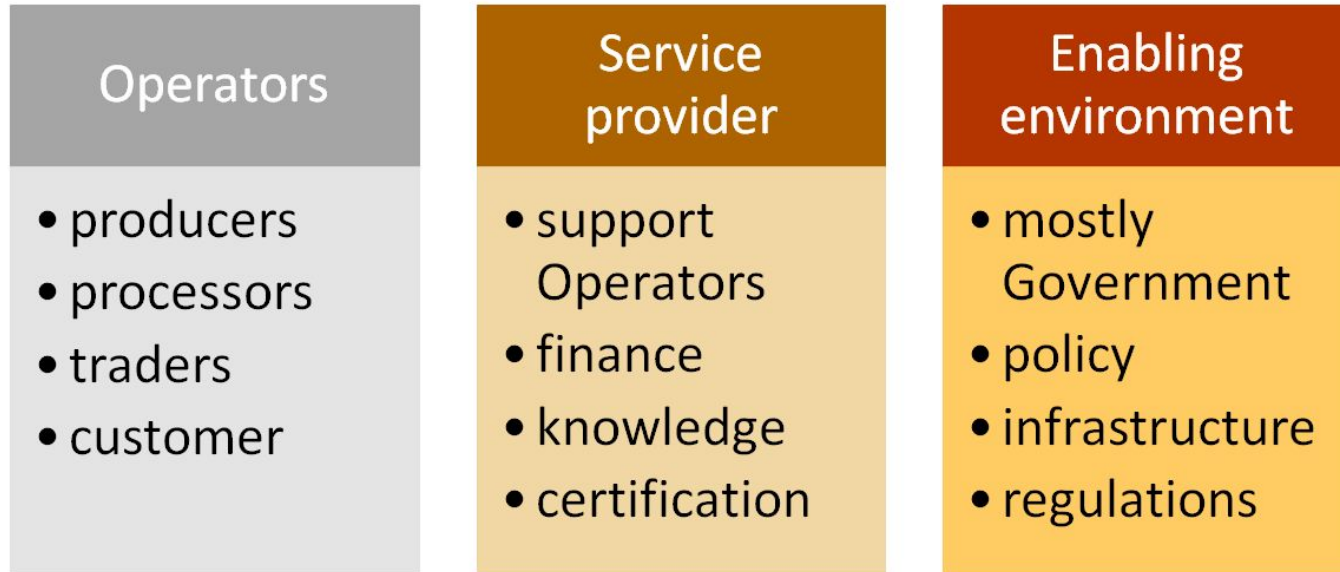 Operators
• producers
• processors
• traders
• customer
Service
provider
• support
Operators
• finance
• knowledge
• certification
Enabling
environment
• mostly
Government
• policy
• infrastructure
• regulations